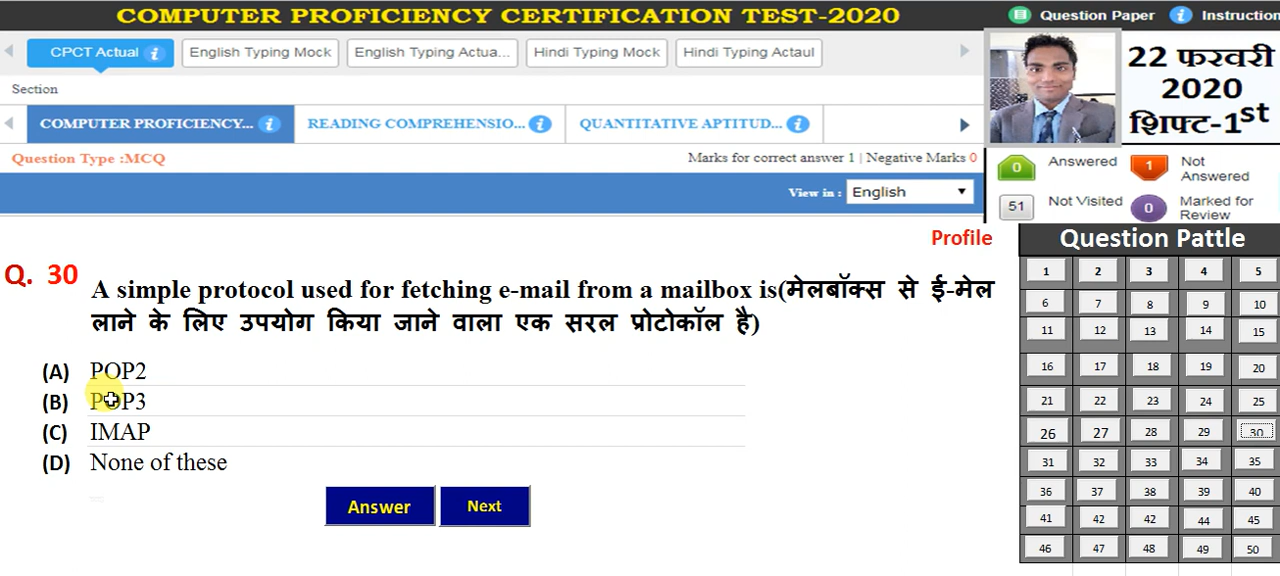 COMPUTER PROFICIENCY CERTIFICATION TEST-2020
Question Paper
Instruction
CPCT Actual
English Typing Mock
English Typing Actua...
Hindi Typing Mock
Hindi Typing Actaul
22 फरवरी
2020
शिफ्ट-1st
Section
COMPUTER PROFICIENCY...
READING COMPREHENSIO...
QUANTITATIVE APTITUD...
Question Type :MCQ
Marks for correct answer 1 | Negative Marks 0
View in :
English
0
Answered
1
Not
Answered
51
Not Visited
0
Marked for
Review
Profile
Question Pattle
Q. 30
A simple protocol used for fetching e-mail from a mailbox is(मेलबॉक्स से ई-मेल
लाने के लिए उपयोग किया जाने वाला एक सरल प्रोटोकॉल है)
(A) POP2
(B) POP3
(C) IMAP
(D) None of these
Answer
Next
1 2 3 4 5
6 7 8 9 10
11 12 13 14 15
16 17 18 19 20
21 22 23 24 25
26 27 28 29 30
31 32 33 34 35
36 37 38 39 40
41 42 42 44 45
46 47 48 49 50